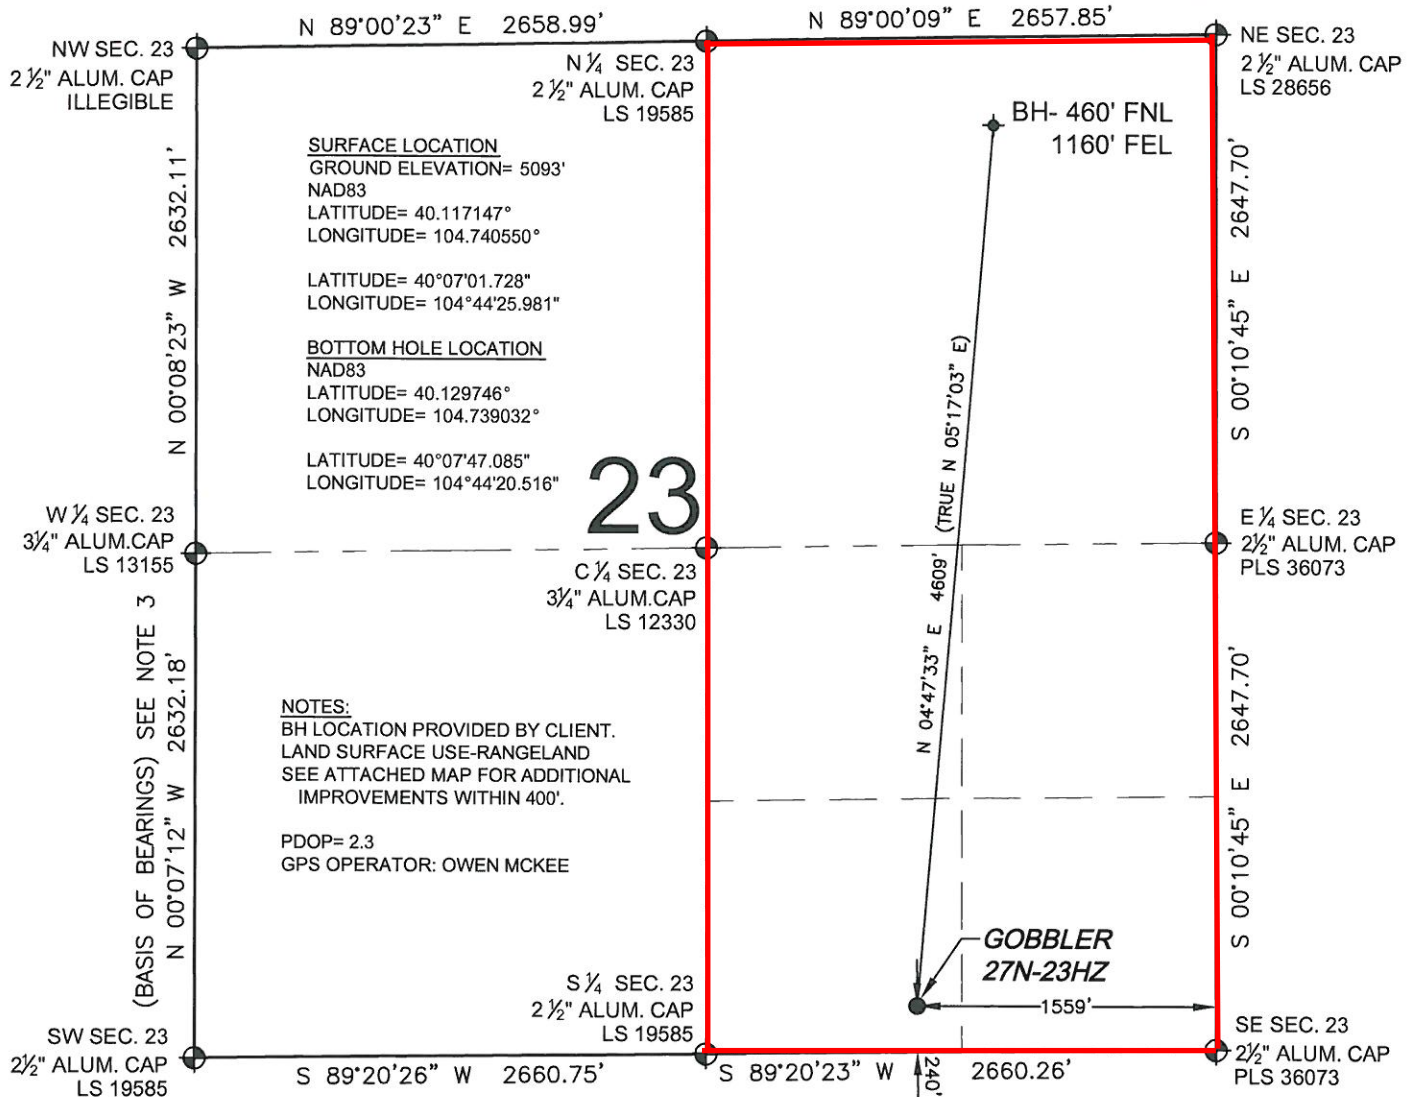 N 89°00'23" E 2658.99'
N 89°00'09" E 2657.85'
NW SEC. 23
2 ½" ALUM. CAP
ILLEGIBLE
N ¼ SEC. 23
2 ½" ALUM. CAP
LS 19585
NE SEC. 23
2 ½" ALUM. CAP
LS 28656
BH- 460' FNL
1160' FEL
SURFACE LOCATION
GROUND ELEVATION= 5093'
NAD83
LATITUDE= 40.117147°
LONGITUDE= 104.740550°
LATITUDE= 40°07'01.728"
LONGITUDE= 104°44'25.981"
BOTTOM HOLE LOCATION
NAD83
LATITUDE= 40.129746°
LONGITUDE= 104.739032°
LATITUDE= 40°07'47.085"
LONGITUDE= 104°44'20.516"
N 00°08'23" W 2632.11'
S 00°10'45" E 2647.70'
23
N 04°47'33" E 4609' (TRUE N 05°17'03" E)
W ¼ SEC. 23
3¼" ALUM.CAP
LS 13155
C ¼ SEC. 23
3¼" ALUM.CAP
LS 12330
E ¼ SEC. 23
2½" ALUM. CAP
PLS 36073
(BASIS OF BEARINGS) SEE NOTE 3
N 00°07'12" W 2632.18'
S 00°10'45" E 2647.70'
NOTES:
BH LOCATION PROVIDED BY CLIENT.
LAND SURFACE USE-RANGELAND
SEE ATTACHED MAP FOR ADDITIONAL
IMPROVEMENTS WITHIN 400'.
PDOP= 2.3
GPS OPERATOR: OWEN MCKEE
GOBBLER
27N-23HZ
1559'
SW SEC. 23
2½" ALUM. CAP
LS 19585
S ¼ SEC. 23
2 ½" ALUM. CAP
LS 19585
SE SEC. 23
2½" ALUM. CAP
PLS 36073
S 89°20'26" W 2660.75'
S 89°20'23" W 2660.26'
240'